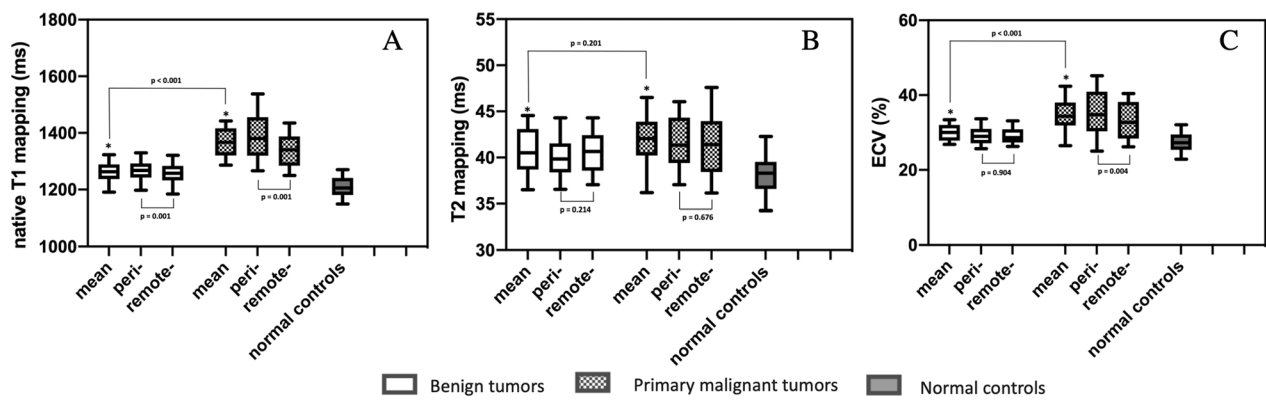 A
native T1 mapping (ms)
1800
1600
1400
1200
1000
p < 0.001
*
*
p = 0.001
p = 0.001
mean
peri-
remote-
mean
peri-
remote-
normal controls
B
T2 mapping (ms)
55
50
45
40
35
30
p = 0.201
*
*
p = 0.214
p = 0.676
mean
peri-
remote-
mean
peri-
remote-
normal controls
C
ECV (%)
60
40
20
0
p < 0.001
*
*
p = 0.904
p = 0.004
mean
peri-
remote-
mean
peri-
remote-
normal controls
Benign tumors
Primary malignant tumors
Normal controls